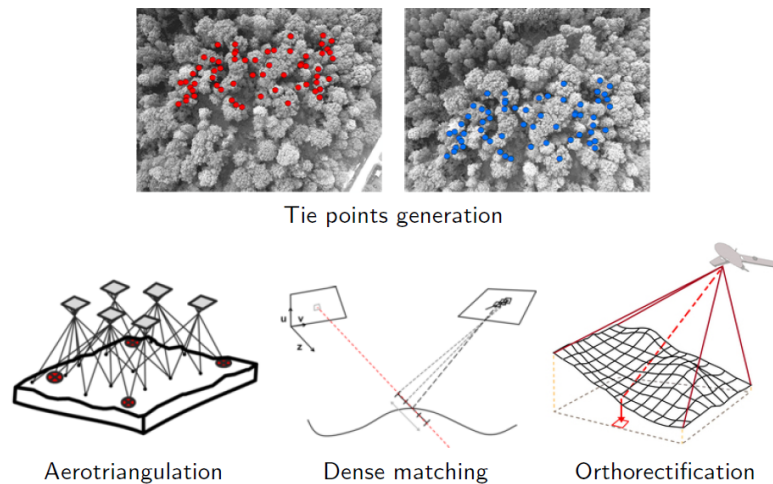 Tie points generation
u
v
z
Aerotriangulation
Dense matching
Orthorectification